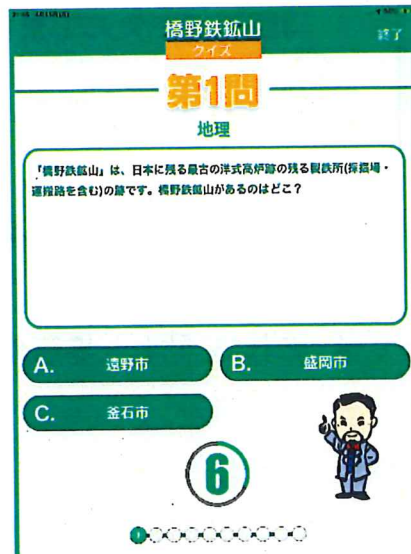 橋野鉄鉱山
クイズ
終了
第1問
地理
「橋野鉄鉱山」は、日本に残る最古の洋式高炉跡の残る製鉄所(採掘場・
運搬路を含む)の跡です。橋野鉄鉱山があるのはどこ?
A. 遠野市
B. 盛岡市
C. 釜石市
6
1